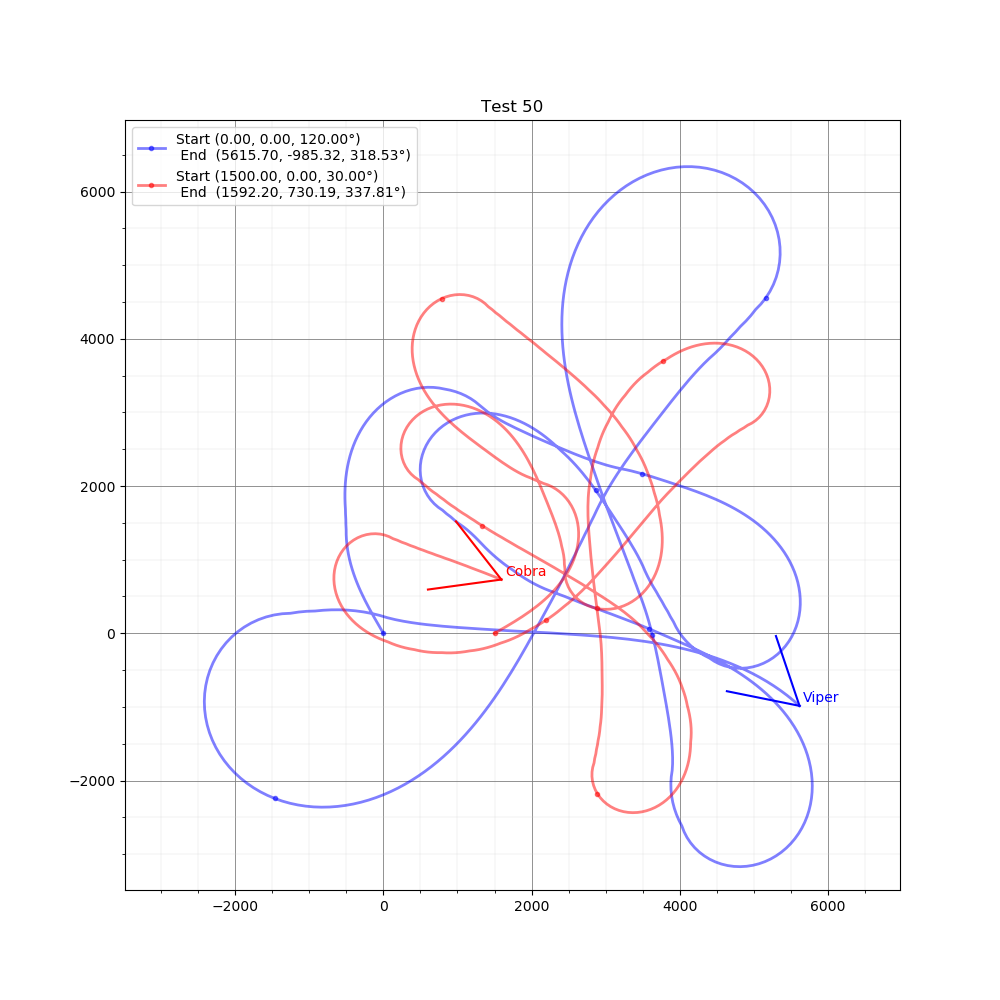 Test 50
Start (0.00, 0.00, 120.00°)
End (5615.70, -985.32, 318.53°)
Start (1500.00, 0.00, 30.00°)
End (1592.20, 730.19, 337.81°)
6000
4000
2000
0
−2000
Cobra
Viper
−2000
0
2000
4000
6000